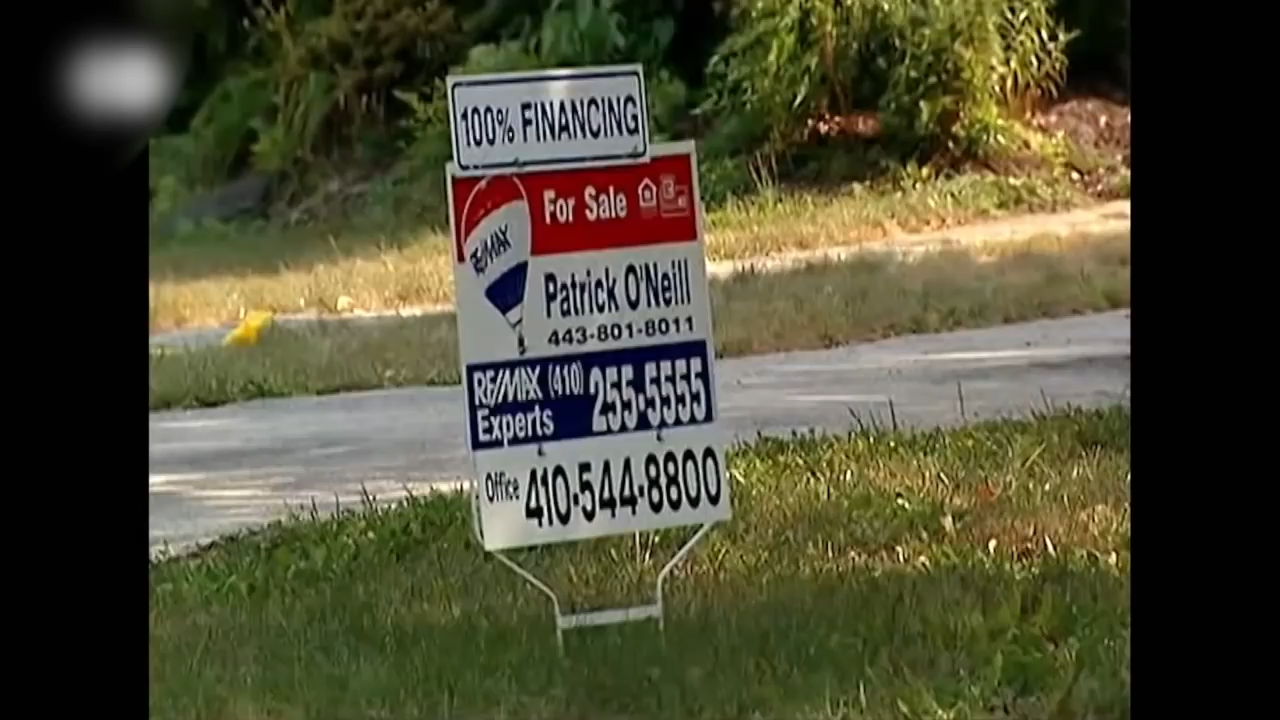 100% FINANCING
For Sale
RE/MAX
Patrick O'Neill
443-801-8011
RE/MAX (410) 255-5555
Experts
Office 410-544-8800